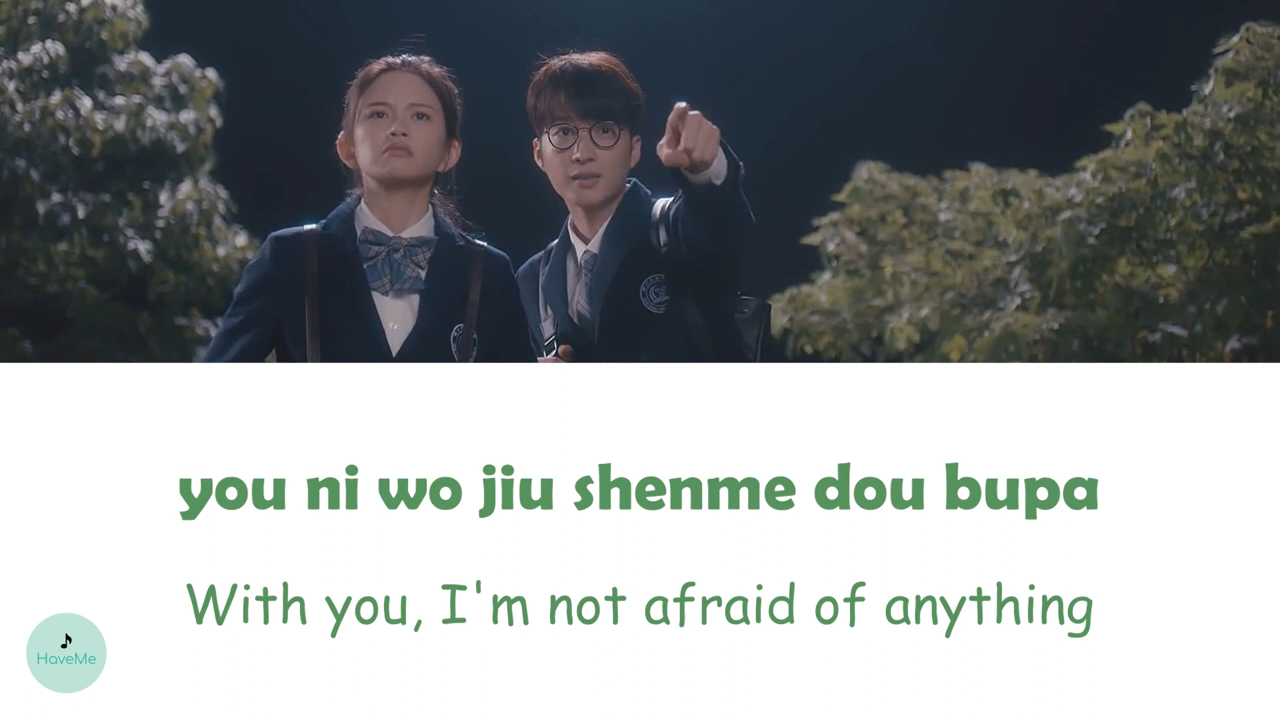 you ni wo jiu shenme dou bupa
With you, I'm not afraid of anything
HaveMe